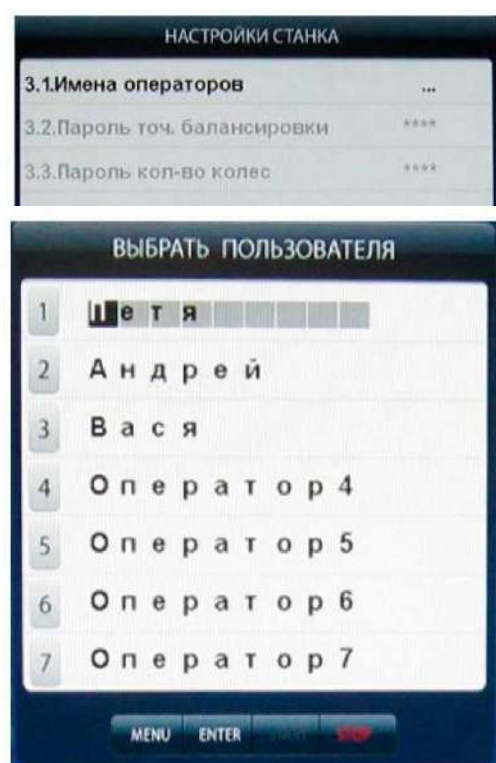 НАСТРОЙКИ СТАНКА
3.1.Имена операторов ...
3.2.Пароль точ. балансировки ****
3.3.Пароль кол-во колес ****
ВЫБРАТЬ ПОЛЬЗОВАТЕЛЯ
1
2 Андрей
3 Вася
4 Оператор4
5 Оператор5
6 Оператор6
7 Оператор7
MENU ENTER STOP